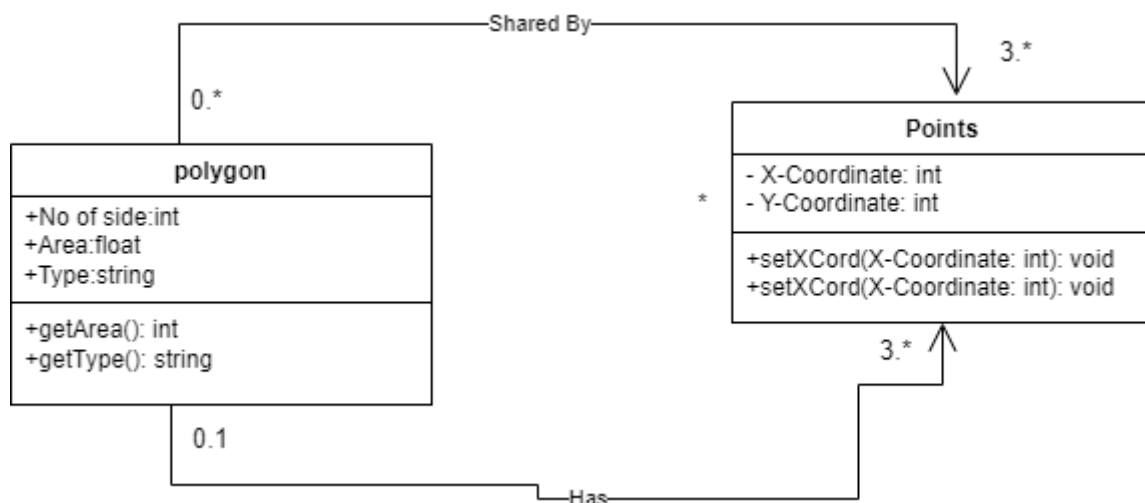 Shared By
3.*
0.*
Points
polygon
- X-Coordinate: int
- Y-Coordinate: int
*
+No of side:int
+Area:float
+Type:string
+setXCord(X-Coordinate: int): void
+setXCord(X-Coordinate: int): void
+getArea(): int
+getType(): string
3.*
0.1
Has